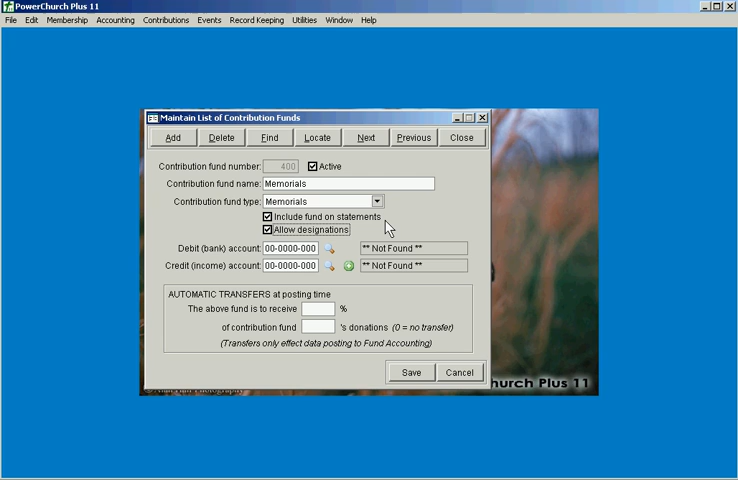 PowerChurch Plus 11
File Edit Membership Accounting Contributions Events Record Keeping Utilities Window Help
Maintain List of Contribution Funds
Add Delete Find Locate Next Previous Close
Contribution fund number: 400 Active
Contribution fund name: Memorials
Contribution fund type: Memorials
Include fund on statements
Allow designations
Debit (bank) account: 00-0000-000 ** Not Found **
Credit (income) account: 00-0000-000 ** Not Found **
AUTOMATIC TRANSFERS at posting time
The above fund is to receive %
of contribution fund 's donations (0 = no transfer)
(Transfers only effect data posting to Fund Accounting)
Save Cancel
hurch Plus 11